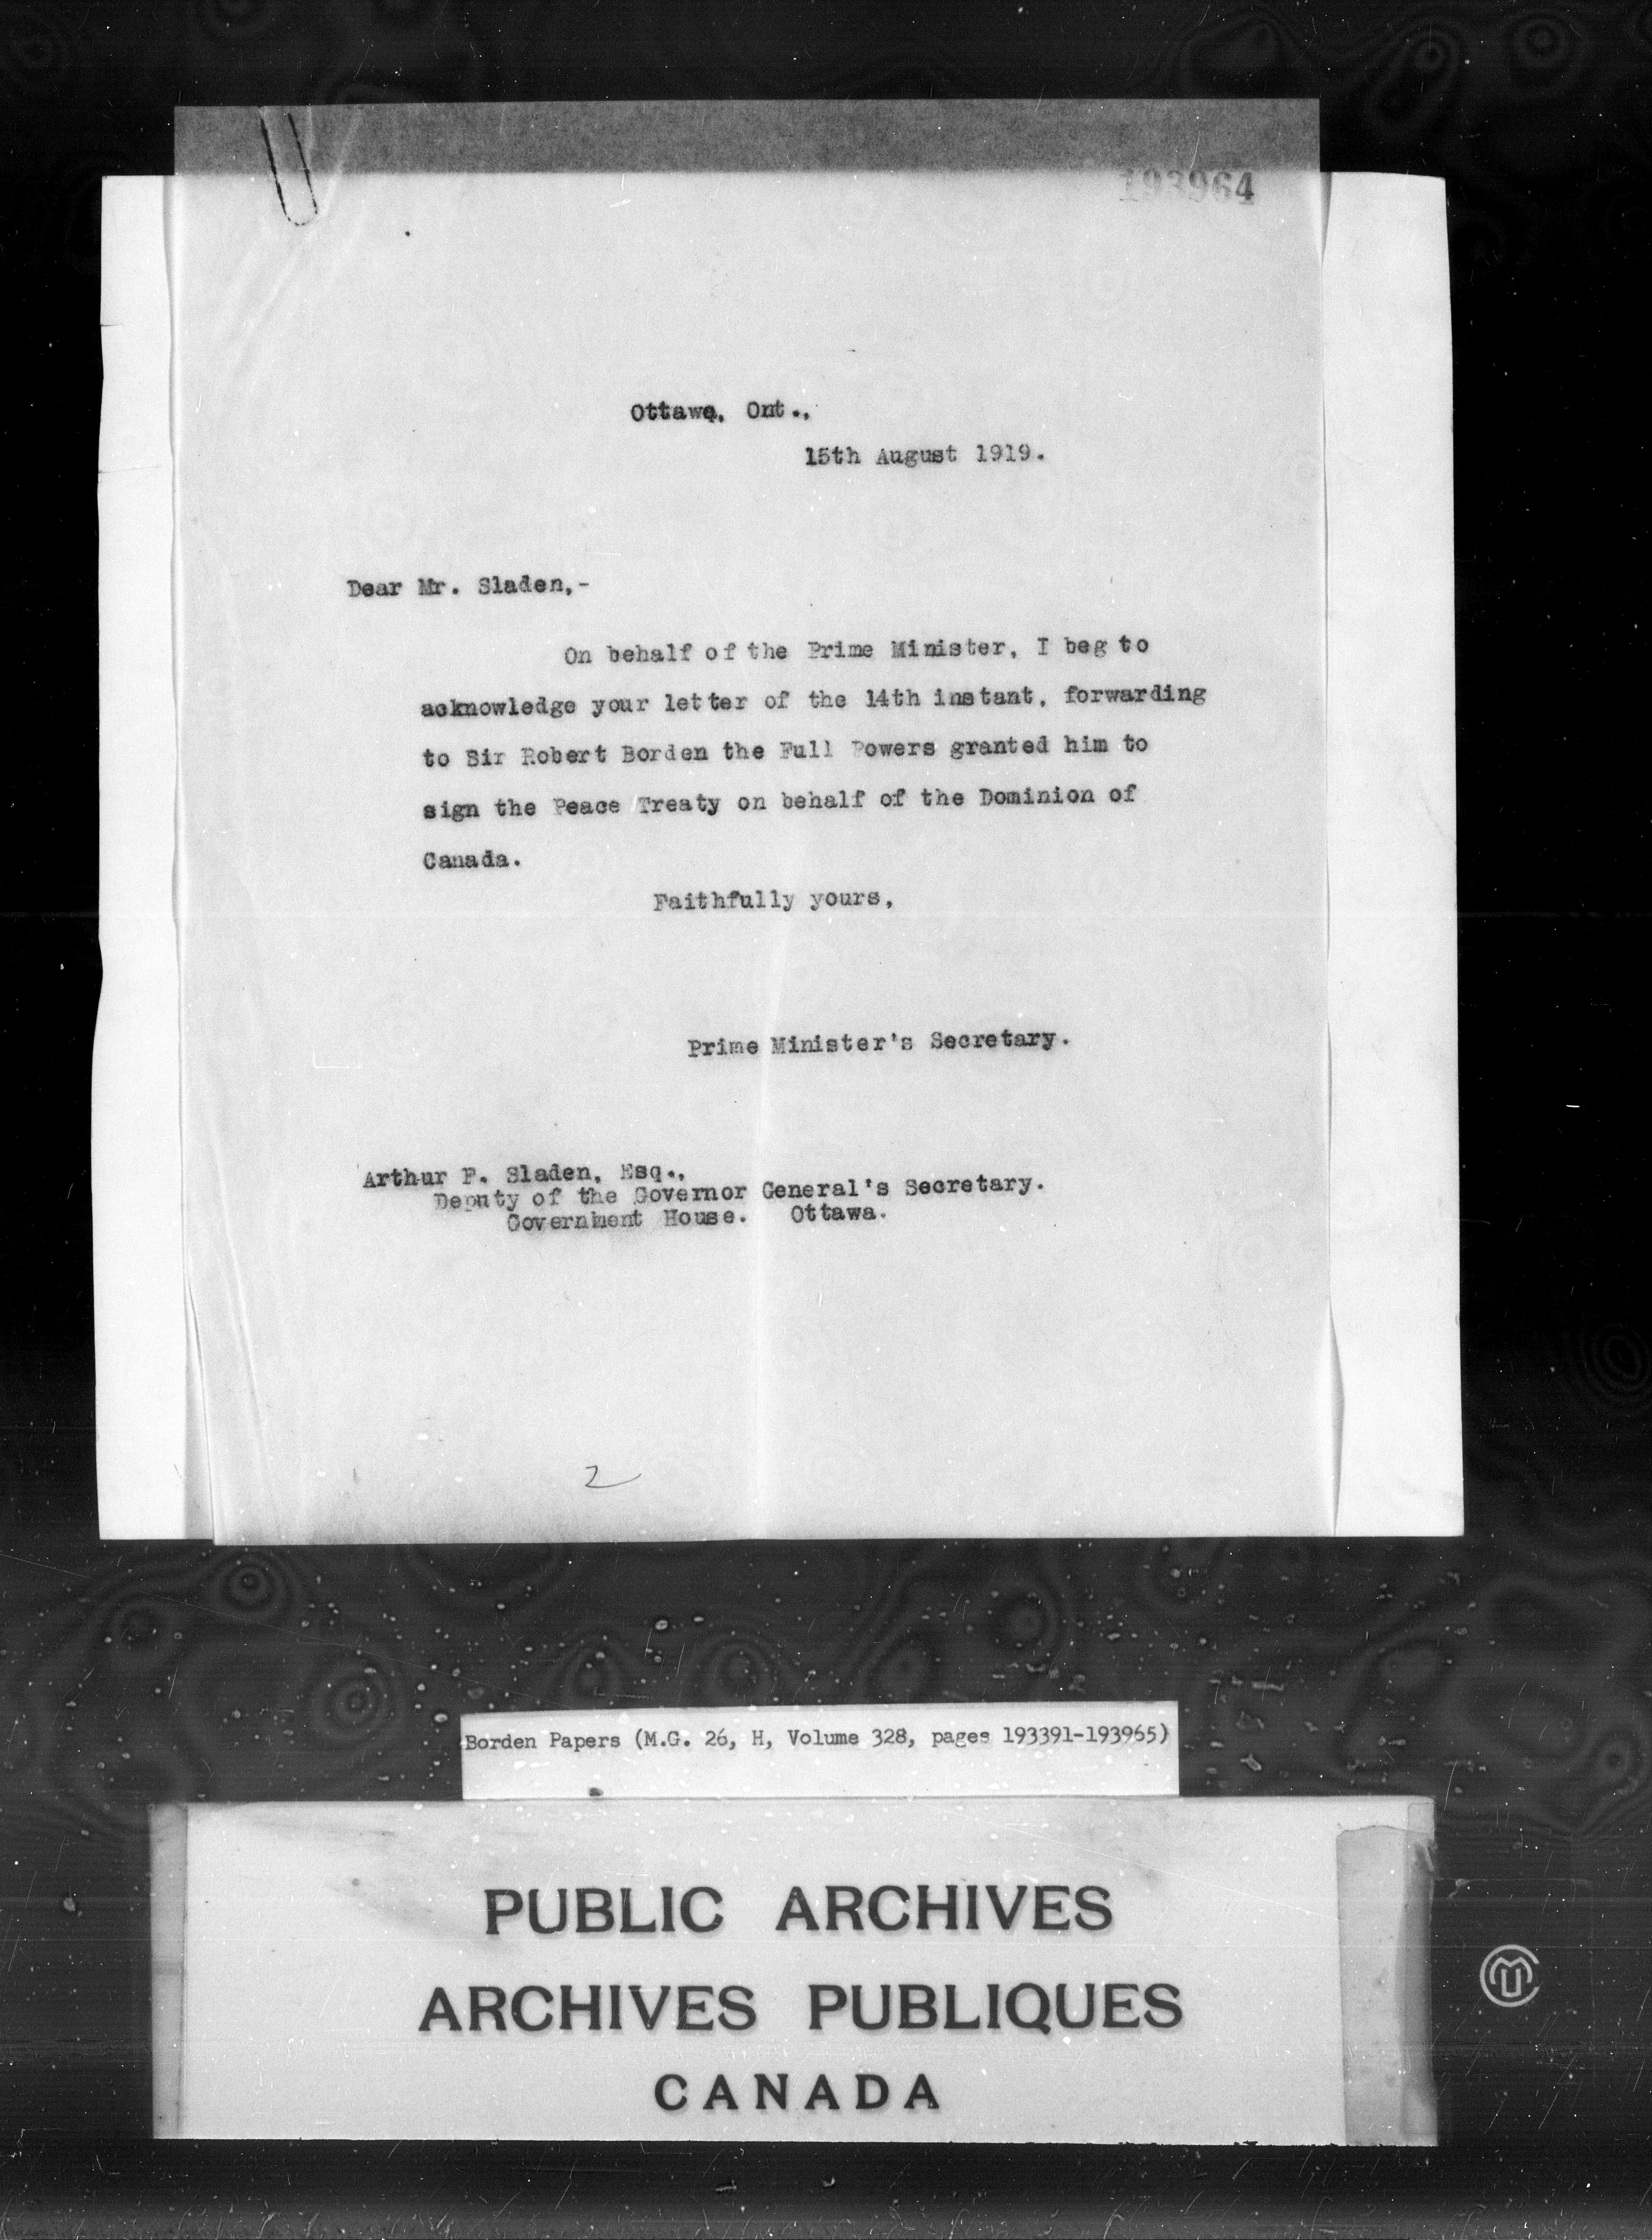 193964
Ottawa, Ont.,
15th August 1919.
Dear Mr. Sladen,-
On behalf of the Prime Minister, I beg to
acknowledge your letter of the 14th instant, forwarding
to Sir Robert Borden the Full Powers granted him to
sign the Peace Treaty on behalf of the Dominion of
Canada.
Faithfully yours,
Prime Minister's Secretary.
Arthur F. Sladen, Esq.,
Deputy of the Governor General's Secretary.
Government House. Ottawa.
2
Borden Papers (M.G. 26, H, Volume 328, pages 193391-193965)
PUBLIC ARCHIVES
ARCHIVES PUBLIQUES
CANADA